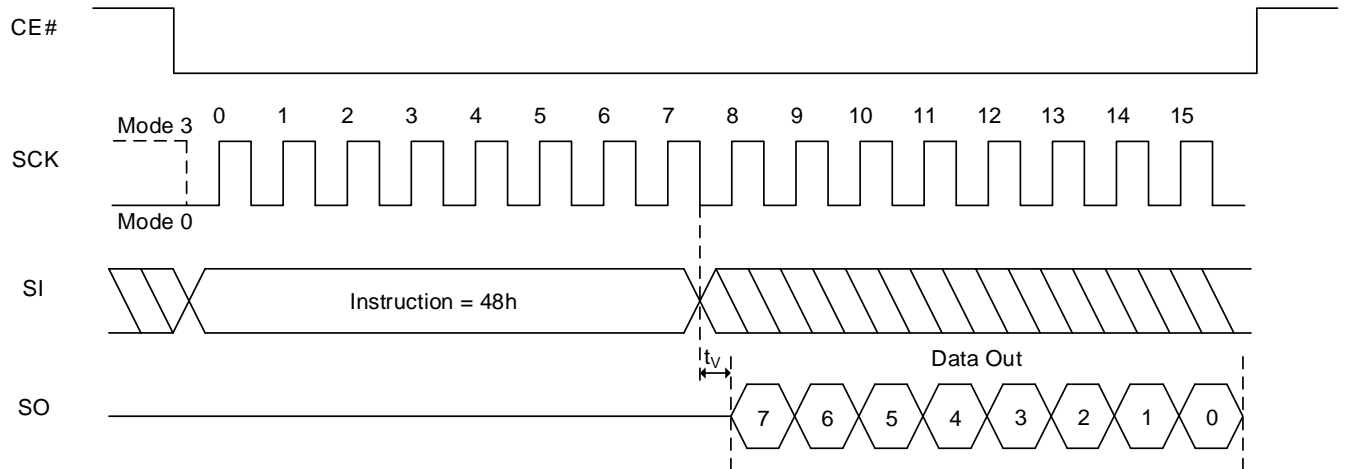 CE#
0 1 2 3 4 5 6 7 8 9 10 11 12 13 14 15
Mode 3
SCK
Mode 0
SI
Instruction = 48h
tV
Data Out
SO
7 6 5 4 3 2 1 0